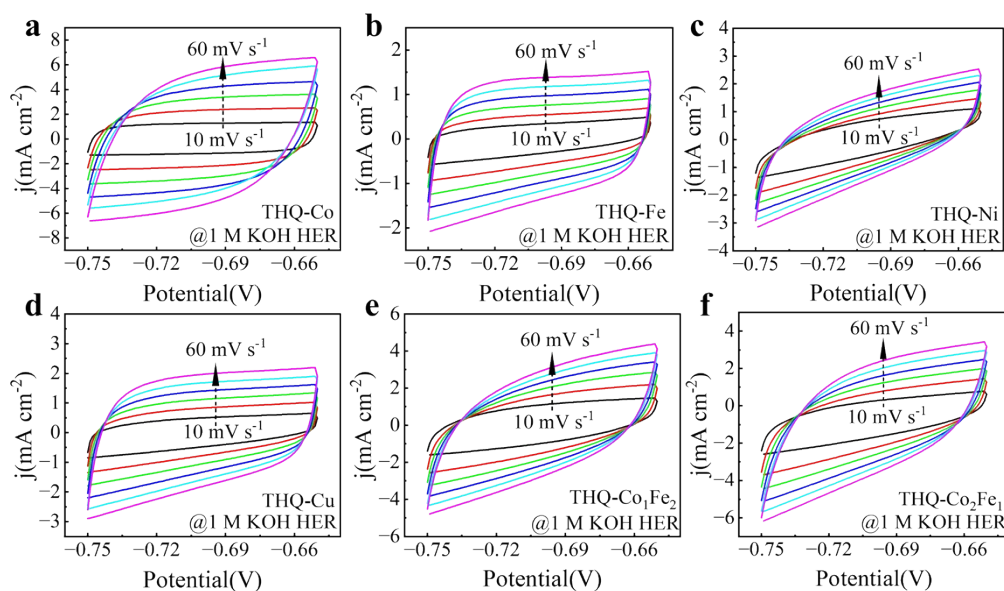 a
8
6
4
2
0
−2
−4
−6
−8
j(mA cm⁻²)
60 mV s⁻¹
10 mV s⁻¹
THQ-Co
@1 M KOH HER
−0.75 −0.72 −0.69 −0.66
Potential(V)
b
2
1
0
−1
−2
j(mA cm⁻²)
60 mV s⁻¹
10 mV s⁻¹
THQ-Fe
@1 M KOH HER
−0.75 −0.72 −0.69 −0.66
Potential(V)
c
4
3
2
1
0
−1
−2
−3
−4
j(mA cm⁻²)
60 mV s⁻¹
10 mV s⁻¹
THQ-Ni
@1 M KOH HER
−0.75 −0.72 −0.69 −0.66
Potential(V)
d
4
3
2
1
0
−1
−2
−3
j(mA cm⁻²)
60 mV s⁻¹
10 mV s⁻¹
THQ-Cu
@1 M KOH HER
−0.75 −0.72 −0.69 −0.66
Potential(V)
e
6
4
2
0
−2
−4
−6
j(mA cm⁻²)
60 mV s⁻¹
10 mV s⁻¹
THQ-Co₁Fe₂
@1 M KOH HER
−0.75 −0.72 −0.69 −0.66
Potential(V)
f
4
2
0
−2
−4
−6
j(mA cm⁻²)
60 mV s⁻¹
10 mV s⁻¹
THQ-Co₂Fe₁
@1 M KOH HER
−0.75 −0.72 −0.69 −0.66
Potential(V)